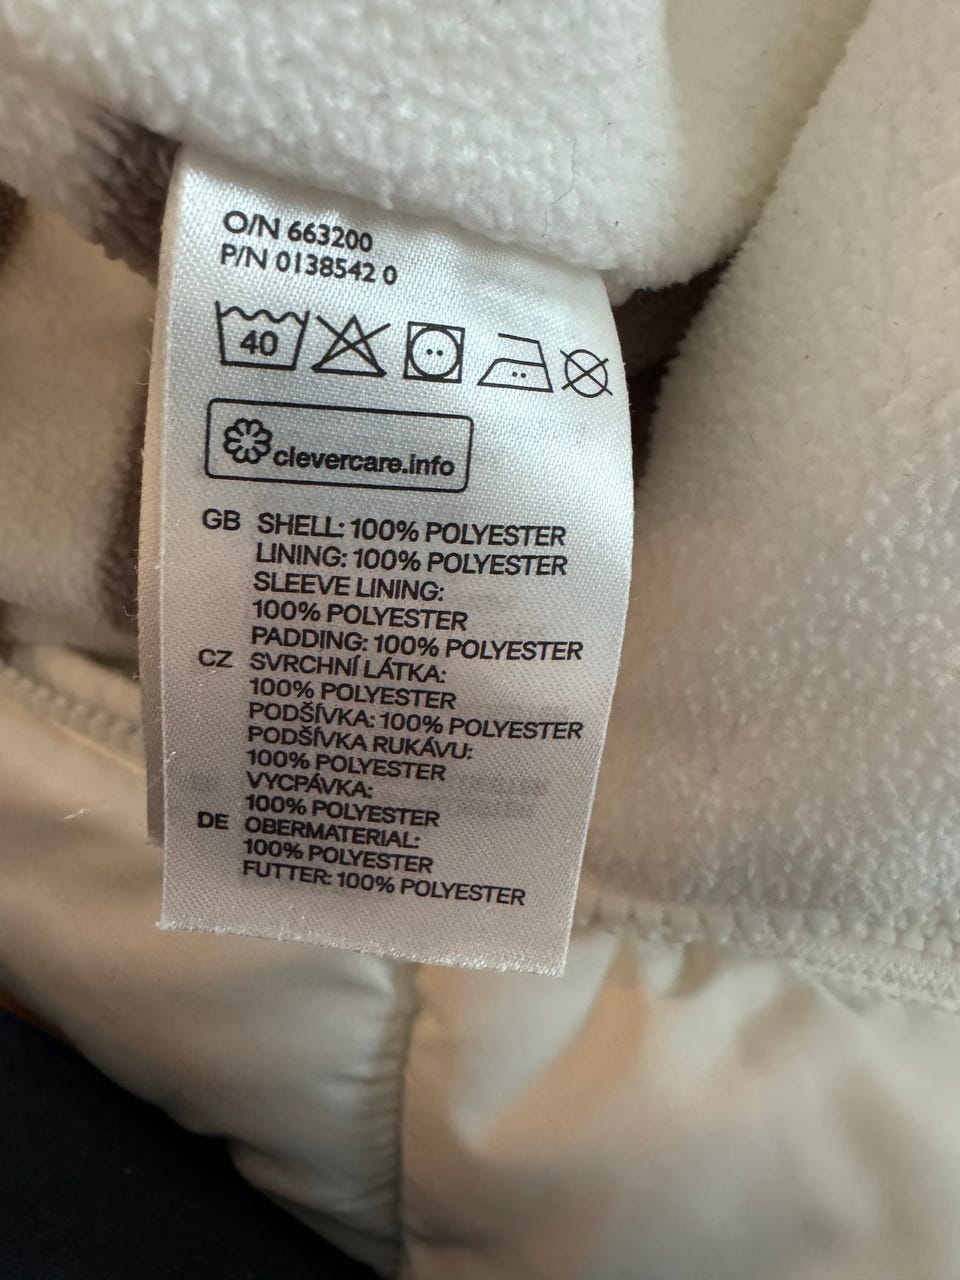 O/N 663200
P/N 0138542 0
40
clevercare.info
GB SHELL: 100% POLYESTER
LINING: 100% POLYESTER
SLEEVE LINING:
100% POLYESTER
PADDING: 100% POLYESTER
CZ SVRCHNÍ LÁTKA:
100% POLYESTER
PODŠÍVKA: 100% POLYESTER
PODŠÍVKA RUKÁVU:
100% POLYESTER
VYCPÁVKA:
100% POLYESTER
DE OBERMATERIAL:
100% POLYESTER
FUTTER: 100% POLYESTER